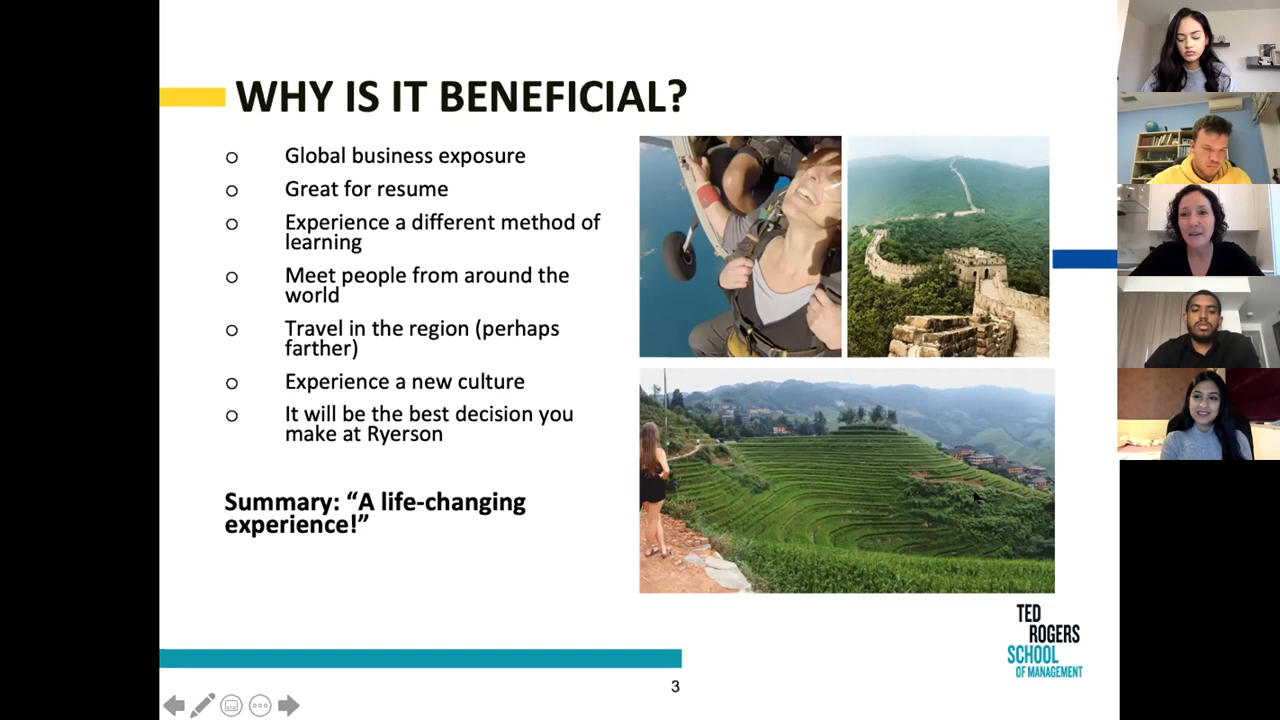 WHY IS IT BENEFICIAL?
o Global business exposure
o Great for resume
o Experience a different method of
learning
o Meet people from around the
world
o Travel in the region (perhaps
farther)
o Experience a new culture
o It will be the best decision you
make at Ryerson
Summary: “A life-changing
experience!”
TED
ROGERS
SCHOOL
OF MANAGEMENT
3